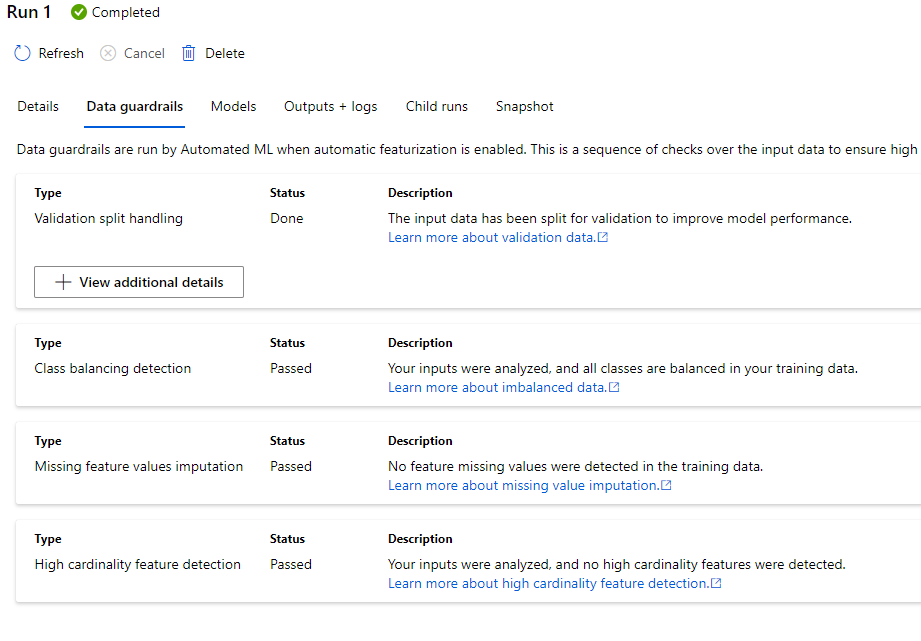 Run 1 Completed
Refresh Cancel Delete
Details Data guardrails Models Outputs + logs Child runs Snapshot
Data guardrails are run by Automated ML when automatic featurization is enabled. This is a sequence of checks over the input data to ensure high
Type Status Description
Validation split handling Done The input data has been split for validation to improve model performance.
Learn more about validation data.
View additional details
Type Status Description
Class balancing detection Passed Your inputs were analyzed, and all classes are balanced in your training data.
Learn more about imbalanced data.
Type Status Description
Missing feature values imputation Passed No feature missing values were detected in the training data.
Learn more about missing value imputation.
Type Status Description
High cardinality feature detection Passed Your inputs were analyzed, and no high cardinality features were detected.
Learn more about high cardinality feature detection.